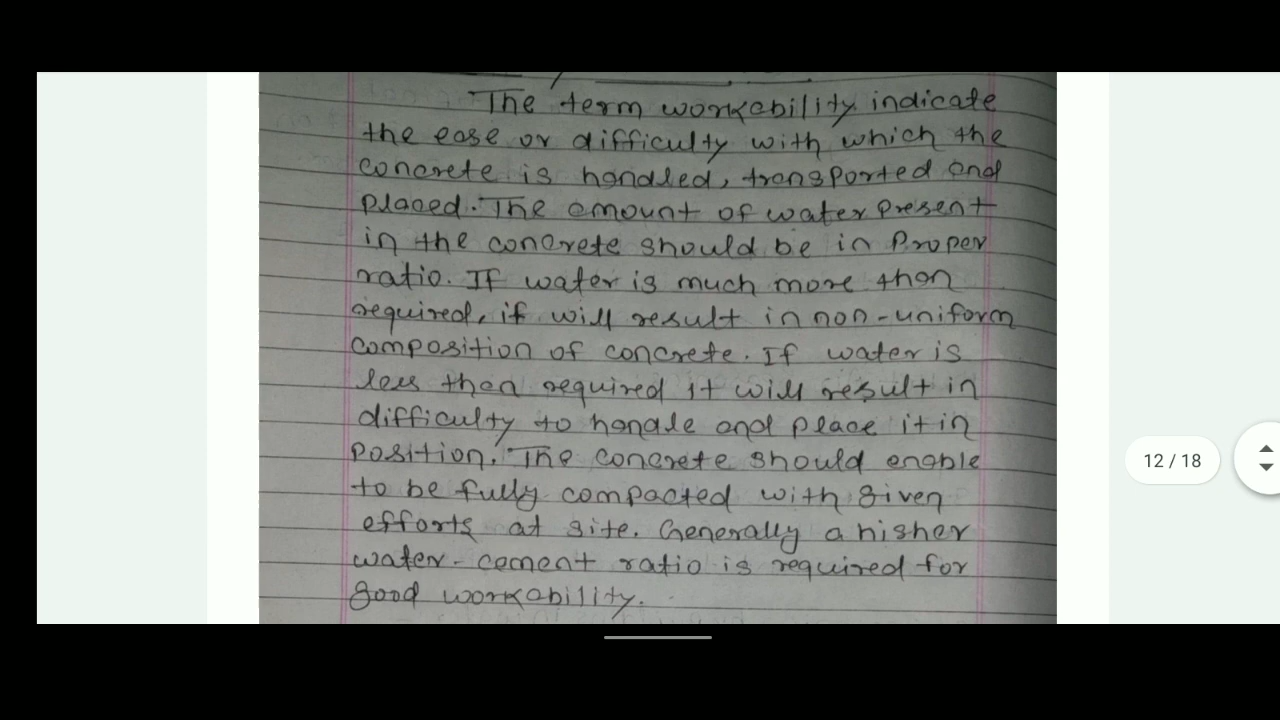 The term workability indicate
the ease or difficulty with which the
concrete is handled, transported and
placed. The amount of water present
in the concrete should be in Proper
ratio. If water is much more than
required, if will result in non-uniform
composition of concrete. If water is
less then required it will result in
difficulty to handle and place it in
position. The concrete should enable
to be fully compacted with given
efforts at site. Generally a higher
water-cement ratio is required for
good workability.
12 / 18